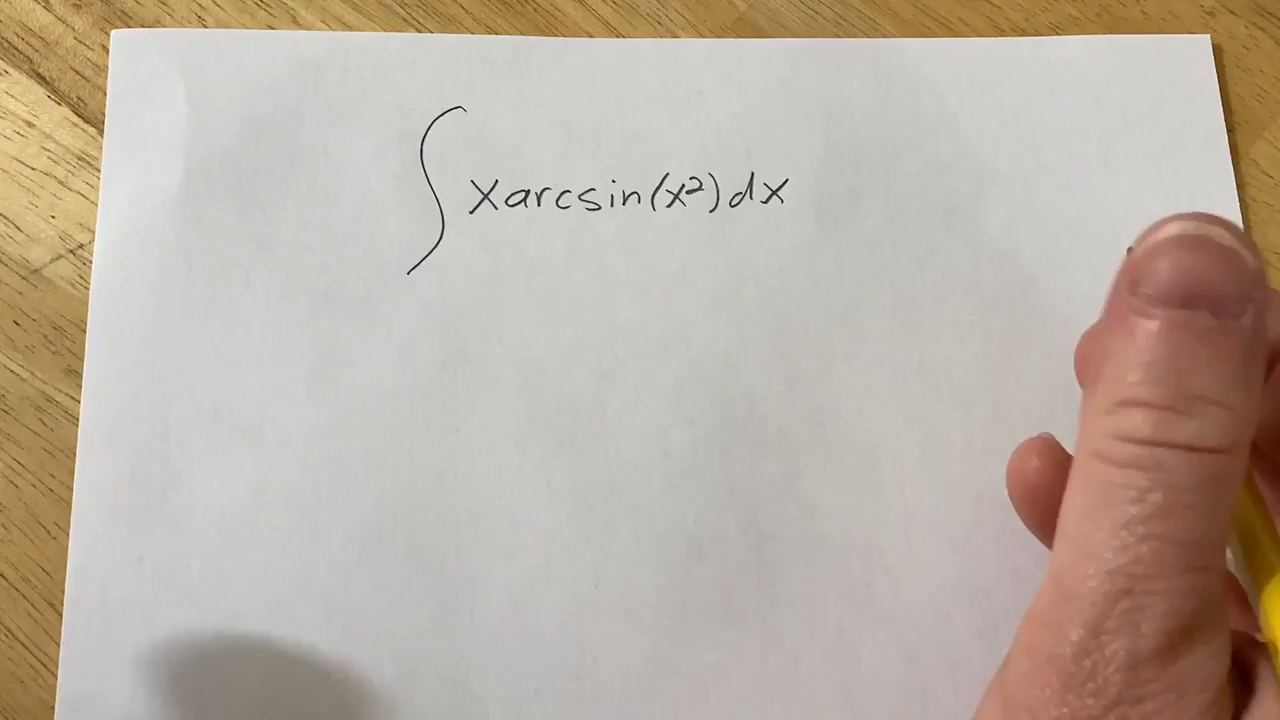 ∫ x arcsin(x²) dx